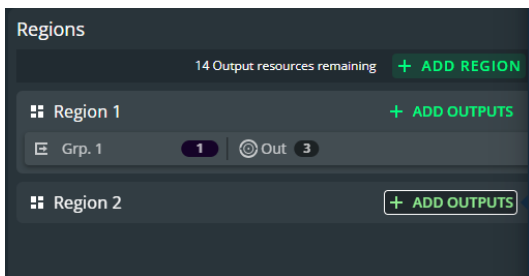 Regions
14 Output resources remaining + ADD REGION
Region 1 + ADD OUTPUTS
Grp. 1 1 Out 3
Region 2 + ADD OUTPUTS